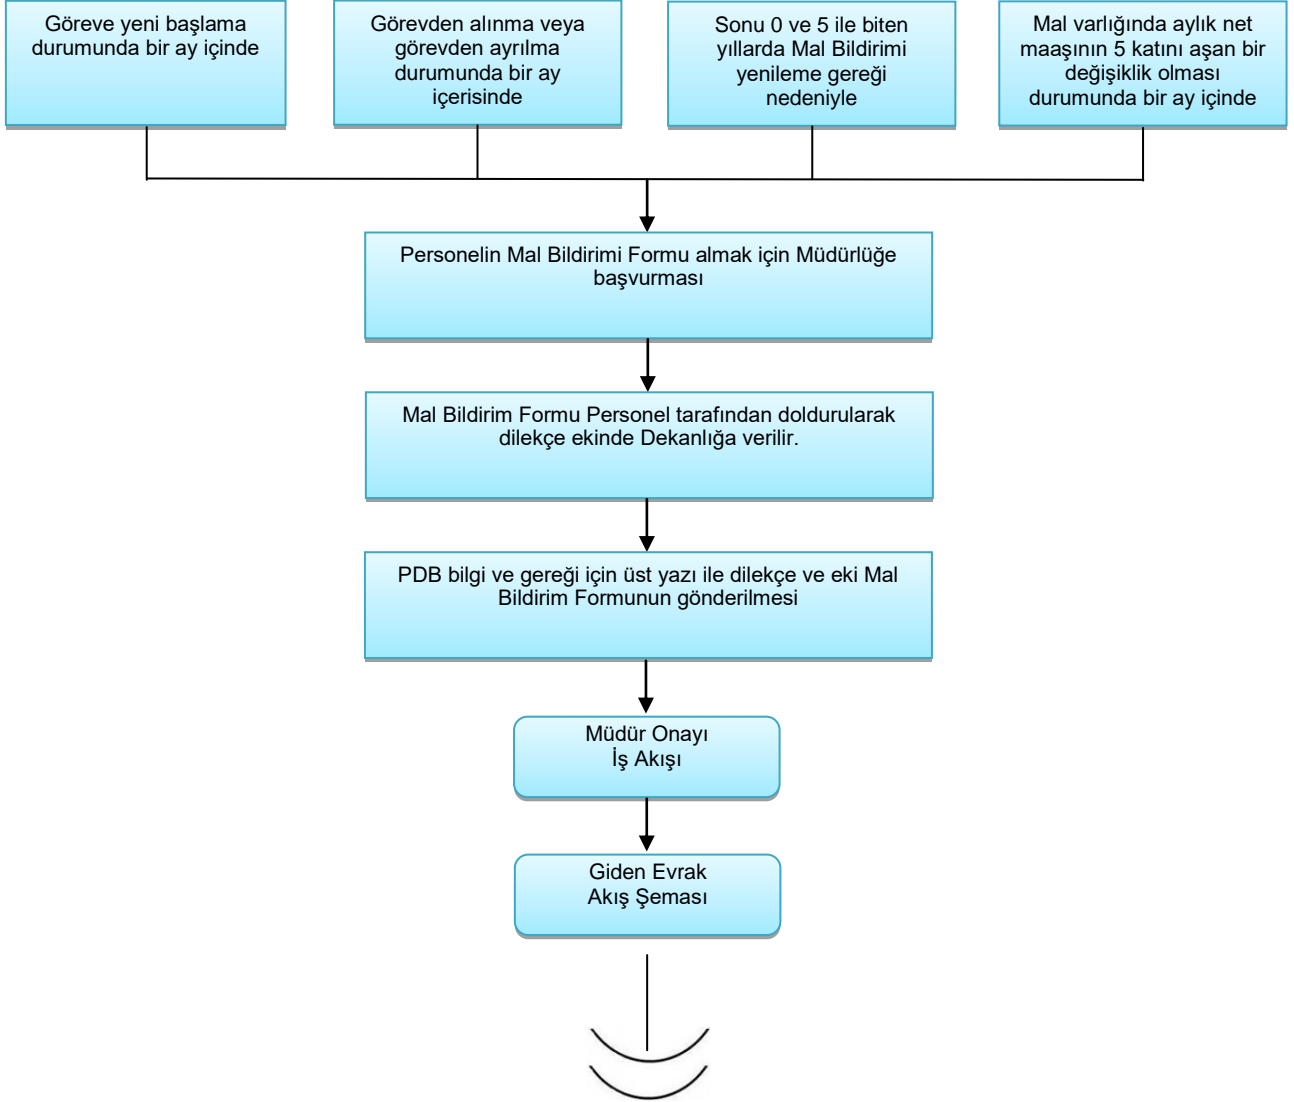 Göreve yeni başlama
durumunda bir ay içinde
Görevden alınma veya
görevden ayrılma
durumunda bir ay
içerisinde
Sonu 0 ve 5 ile biten
yıllarda Mal Bildirimi
yenileme gereği
nedeniyle
Mal varlığında aylık net
maaşının 5 katını aşan bir
değişiklik olması
durumunda bir ay içinde
Personelin Mal Bildirimi Formu almak için Müdürlüğe
başvurması
Mal Bildirim Formu Personel tarafından doldurularak
dilekçe ekinde Dekanlığa verilir.
PDB bilgi ve gereği için üst yazı ile dilekçe ve eki Mal
Bildirim Formunun gönderilmesi
Müdür Onayı
İş Akışı
Giden Evrak
Akış Şeması